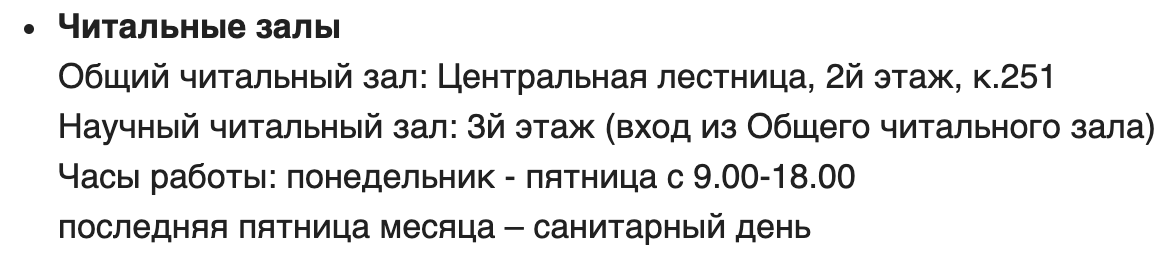 • Читальные залы
Общий читальный зал: Центральная лестница, 2й этаж, к.251
Научный читальный зал: 3й этаж (вход из Общего читального зала)
Часы работы: понедельник - пятница с 9.00-18.00
последняя пятница месяца – санитарный день